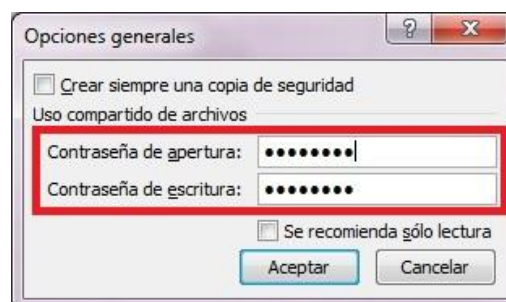 Opciones generales
Crear siempre una copia de seguridad
Uso compartido de archivos
Contraseña de apertura: ••••••••
Contraseña de escritura: ••••••••
Se recomienda sólo lectura
Aceptar Cancelar